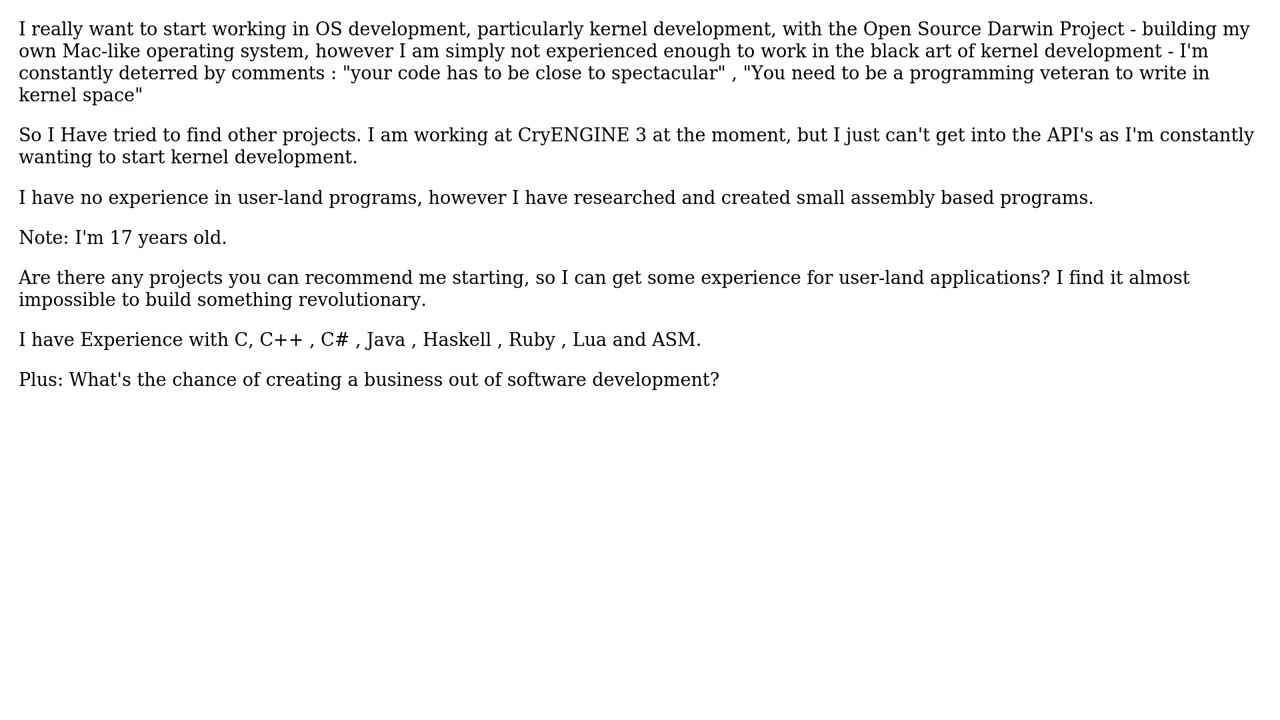 I really want to start working in OS development, particularly kernel development, with the Open Source Darwin Project - building my
own Mac-like operating system, however I am simply not experienced enough to work in the black art of kernel development - I'm
constantly deterred by comments : "your code has to be close to spectacular" , "You need to be a programming veteran to write in
kernel space"
So I Have tried to find other projects. I am working at CryENGINE 3 at the moment, but I just can't get into the API's as I'm constantly
wanting to start kernel development.
I have no experience in user-land programs, however I have researched and created small assembly based programs.
Note: I'm 17 years old.
Are there any projects you can recommend me starting, so I can get some experience for user-land applications? I find it almost
impossible to build something revolutionary.
I have Experience with C, C++ , C# , Java , Haskell , Ruby , Lua and ASM.
Plus: What's the chance of creating a business out of software development?